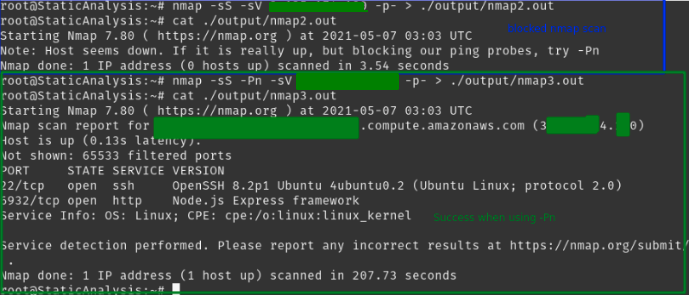 root@StaticAnalysis:~# nmap -sS -sV -p- > ./output/nmap2.out
root@StaticAnalysis:~# cat ./output/nmap2.out
Starting Nmap 7.80 ( https://nmap.org ) at 2021-05-07 03:03 UTC
Note: Host seems down. If it is really up, but blocking our ping probes, try -Pn
Nmap done: 1 IP address (0 hosts up) scanned in 3.54 seconds
root@StaticAnalysis:~# nmap -sS -Pn -sV -p- > ./output/nmap3.out
root@StaticAnalysis:~# cat ./output/nmap3.out
Starting Nmap 7.80 ( https://nmap.org ) at 2021-05-07 03:03 UTC
Nmap scan report for .compute.amazonaws.com (3 4. 0)
Host is up (0.13s latency).
Not shown: 65533 filtered ports
PORT STATE SERVICE VERSION
22/tcp open ssh OpenSSH 8.2p1 Ubuntu 4ubuntu0.2 (Ubuntu Linux; protocol 2.0)
6932/tcp open http Node.js Express framework
Service Info: OS: Linux; CPE: cpe:/o:linux:linux_kernel
Success when using -Pn
Service detection performed. Please report any incorrect results at https://nmap.org/submit/
.
Nmap done: 1 IP address (1 host up) scanned in 207.73 seconds
root@StaticAnalysis:~#